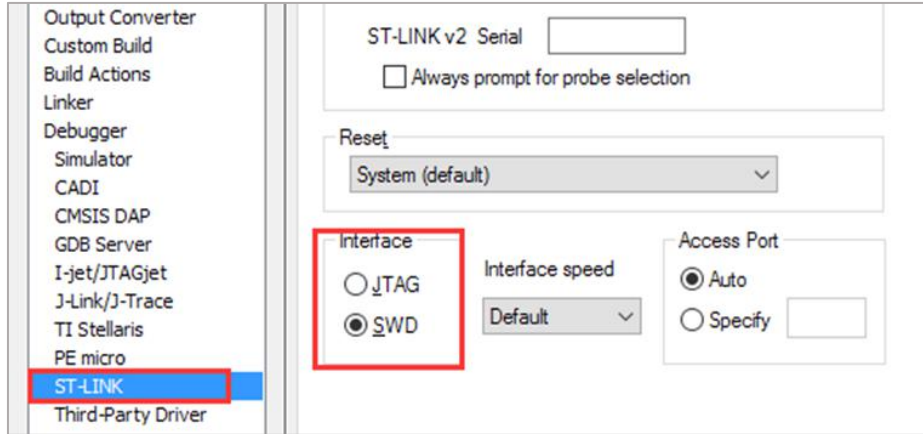 Output Converter
Custom Build
Build Actions
Linker
Debugger
Simulator
CADI
CMSIS DAP
GDB Server
I-jet/JTAGjet
J-Link/J-Trace
TI Stellaris
PE micro
ST-LINK
Third-Party Driver
ST-LINK v2 Serial
Always prompt for probe selection
Reset
System (default)
Interface
JTAG
SWD
Interface speed
Default
Access Port
Auto
Specify